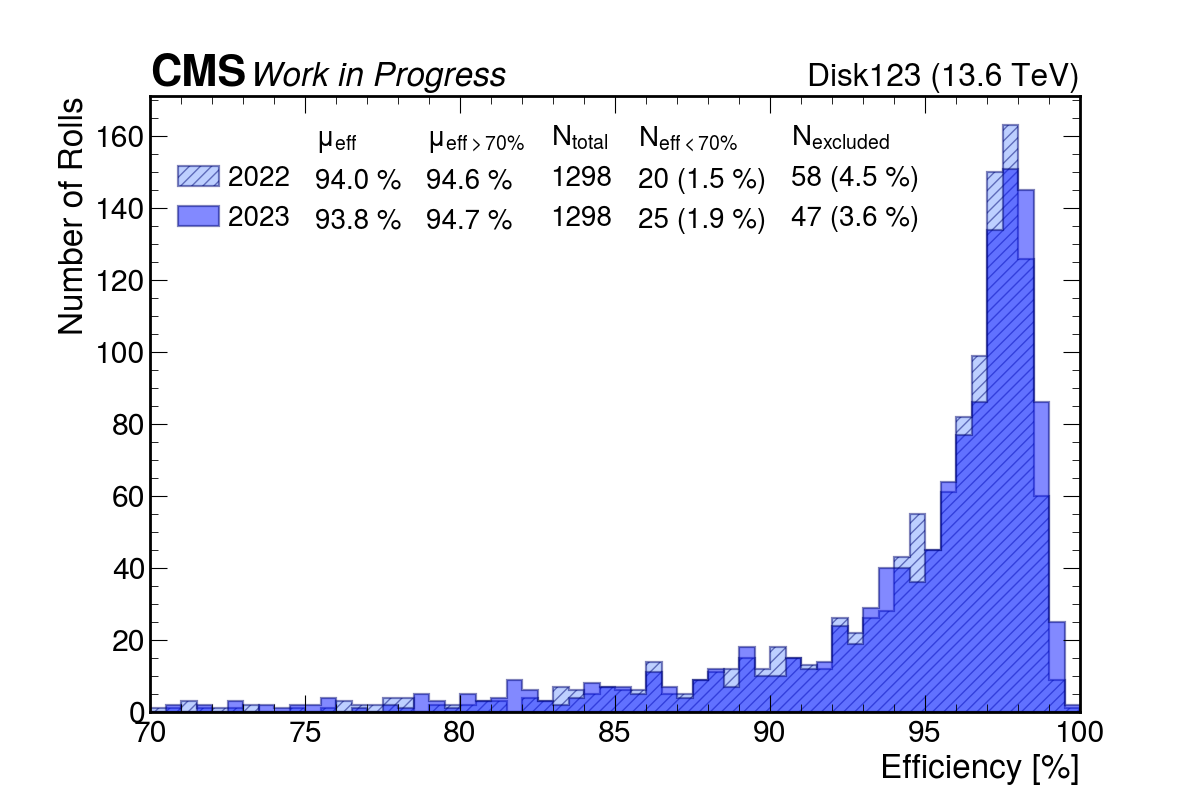 CMS Work in Progress Disk123 (13.6 TeV)
Number of Rolls
160
140
120
100
80
60
40
20
0
μeff μeff > 70% Ntotal Neff < 70% Nexcluded
2022 94.0 % 94.6 % 1298 20 (1.5 %) 58 (4.5 %)
2023 93.8 % 94.7 % 1298 25 (1.9 %) 47 (3.6 %)
70 75 80 85 90 95 100
Efficiency [%]